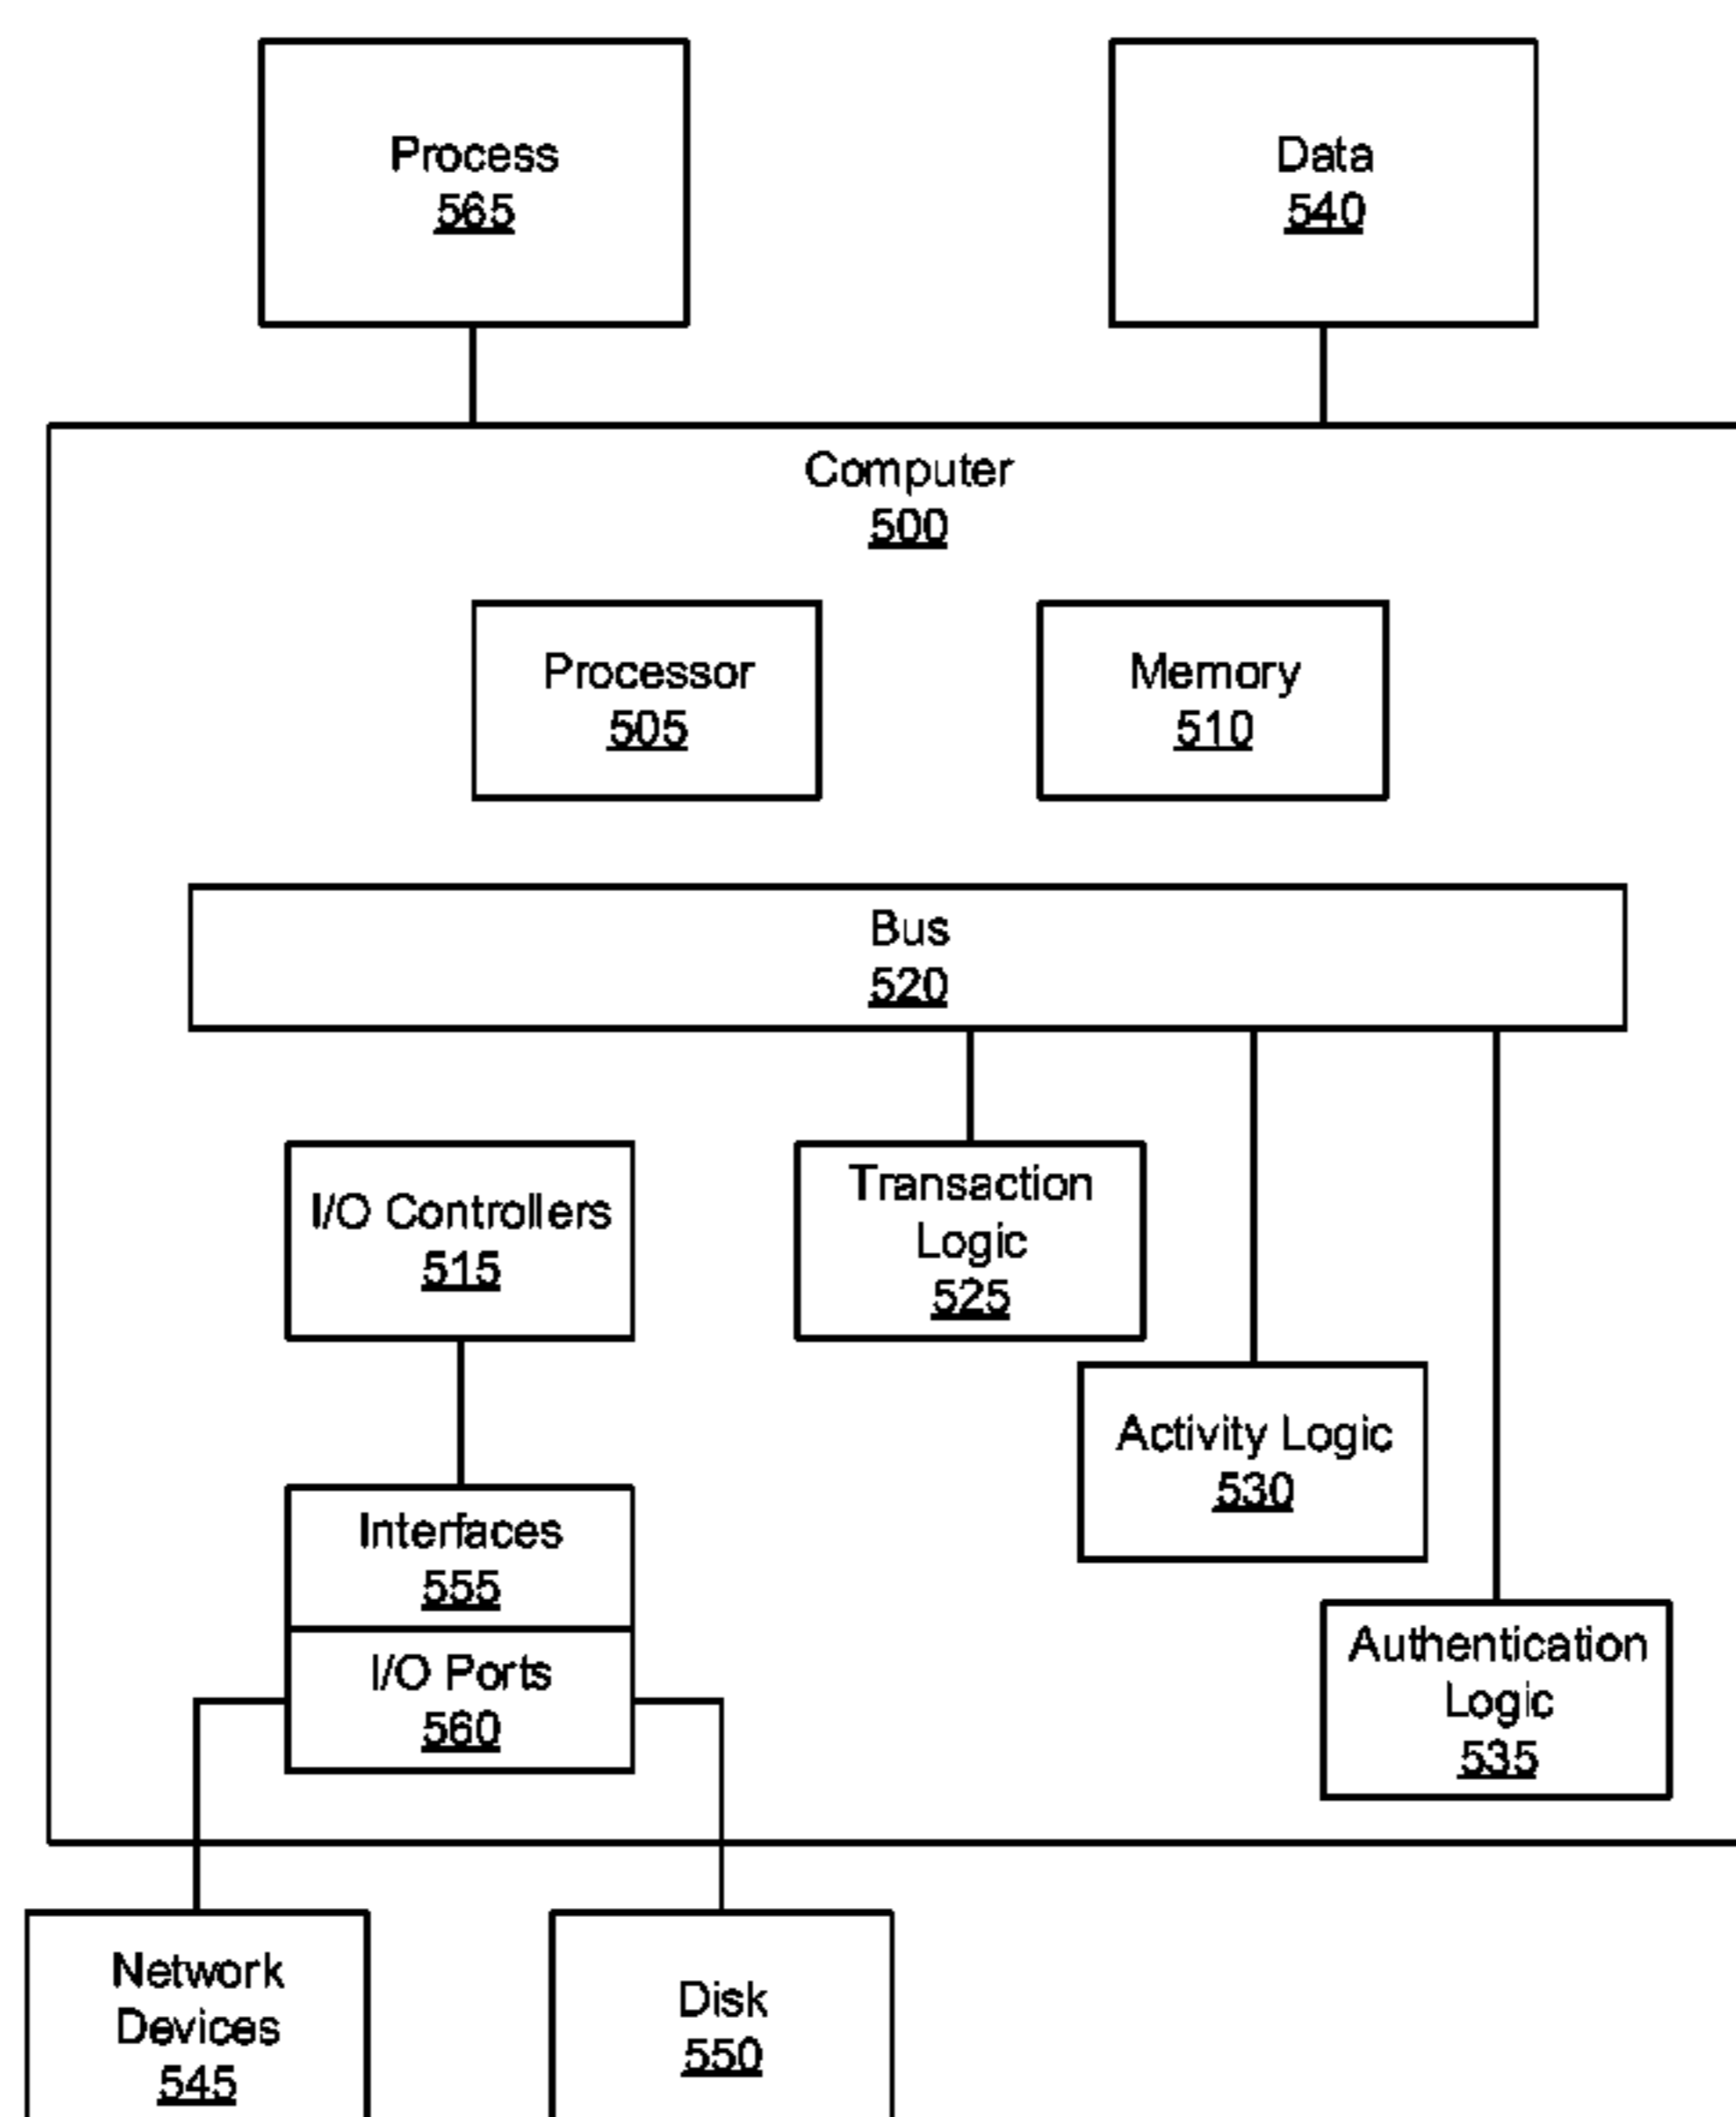 Process
565
Data
540
Computer
500
Processor
505
Memory
510
Bus
520
I/O Controllers
515
Transaction
Logic
525
Activity Logic
530
Interfaces
555
I/O Ports
560
Authentication
Logic
535
Network
Devices
545
Disk
550